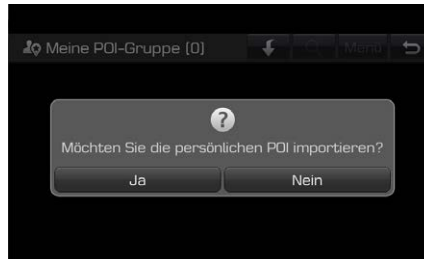 Meine POI-Gruppe (0) Menü
?
Möchten Sie die persönlichen POI importieren?
Ja Nein